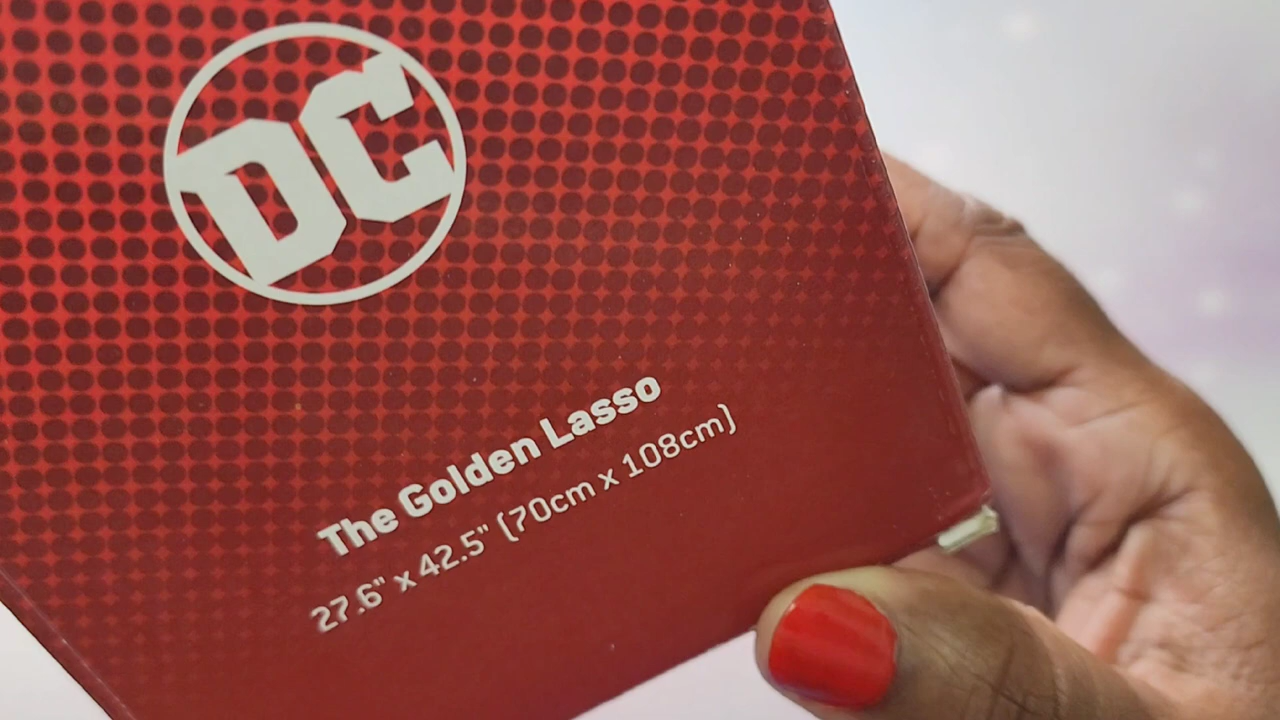 DC
The Golden Lasso
27.6" x 42.5" (70cm x 108cm)